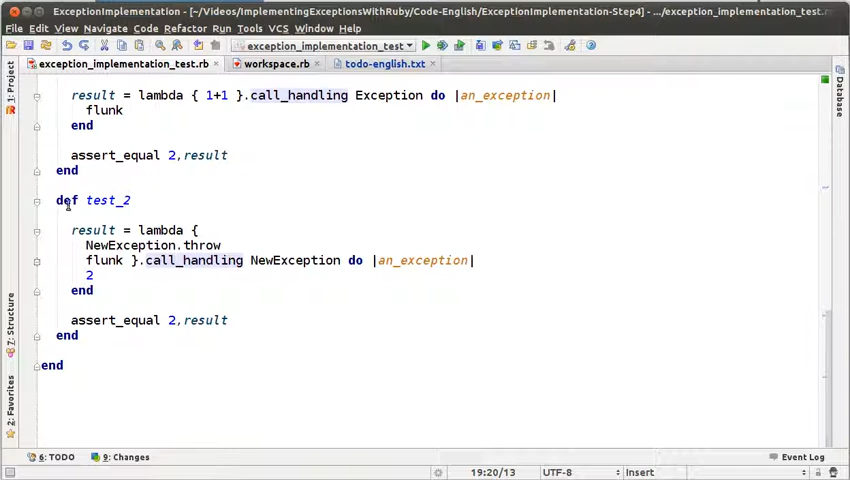 ExceptionImplementation - [~/Videos/ImplementingExceptionsWithRuby/Code-English/ExceptionImplementation-Step4] - .../exception_implementation_test.rb
File Edit View Navigate Code Refactor Run Tools VCS Window Help
exception_implementation_test
exception_implementation_test.rb workspace.rb todo-english.txt
1: Project
7: Structure
2: Favorites
Database
result = lambda { 1+1 }.call_handling Exception do |an_exception|
flunk
end
assert_equal 2,result
end
def test_2
result = lambda {
NewException.throw
flunk }.call_handling NewException do |an_exception|
2
end
assert_equal 2,result
end
end
6: TODO 9: Changes Event Log
19:20/13 UTF-8 Insert